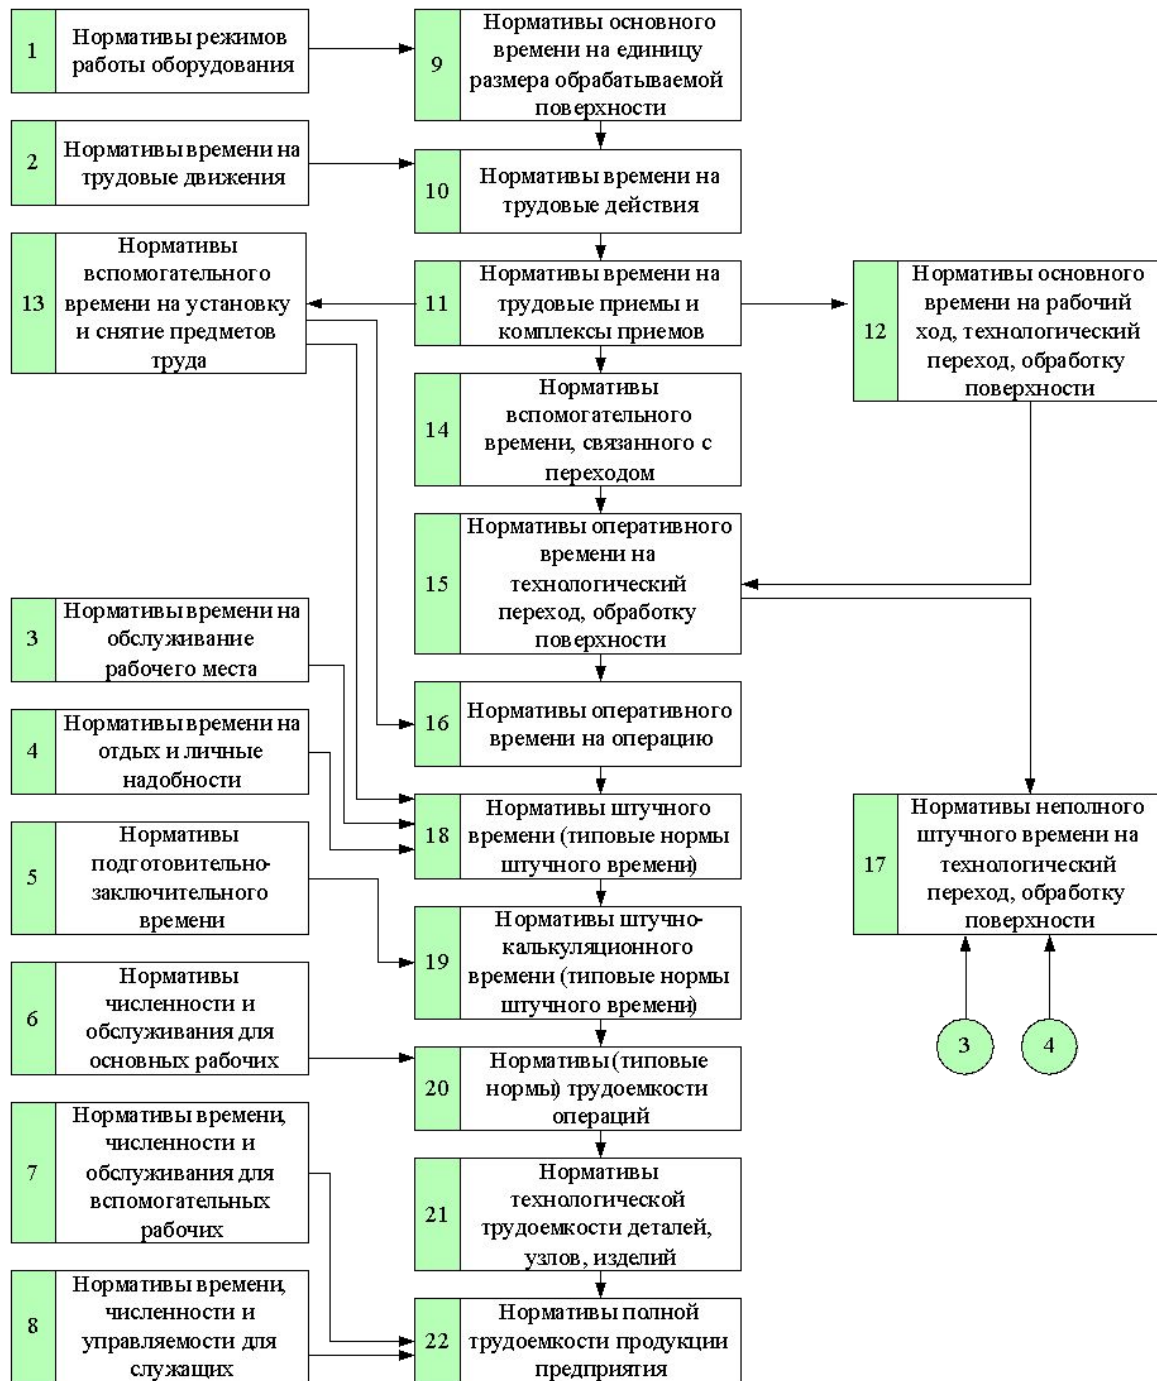 1
Нормативы режимов
работы оборудования
9
Нормативы основного
времени на единицу
размера обрабатываемой
поверхности
2
Нормативы времени на
трудовые движения
10
Нормативы времени на
трудовые действия
13
Нормативы
вспомогательного
времени на установку
и снятие предметов
труда
11
Нормативы времени на
трудовые приемы и
комплексы приемов
12
Нормативы основного
времени на рабочий
ход, технологический
переход, обработку
поверхности
14
Нормативы
вспомогательного
времени, связанного с
переходом
15
Нормативы оперативного
времени на
технологический
переход, обработку
поверхности
3
Нормативы времени на
обслуживание
рабочего места
16
Нормативы оперативного
времени на операцию
4
Нормативы времени на
отдых и личные
надобности
18
Нормативы штучного
времени (типовые нормы
штучного времени)
17
Нормативы неполного
штучного времени на
технологический
переход, обработку
поверхности
5
Нормативы
подготовительно-
заключительного
времени
19
Нормативы штучно-
калькуляционного
времени (типовые нормы
штучного времени)
6
Нормативы
численности и
обслуживания для
основных рабочих
3
4
20
Нормативы (типовые
нормы) трудоемкости
операций
7
Нормативы времени,
численности и
обслуживания для
вспомогательных
рабочих
21
Нормативы
технологической
трудоемкости деталей,
узлов, изделий
8
Нормативы времени,
численности и
управляемости для
служащих
22
Нормативы полной
трудоемкости продукции
предприятия